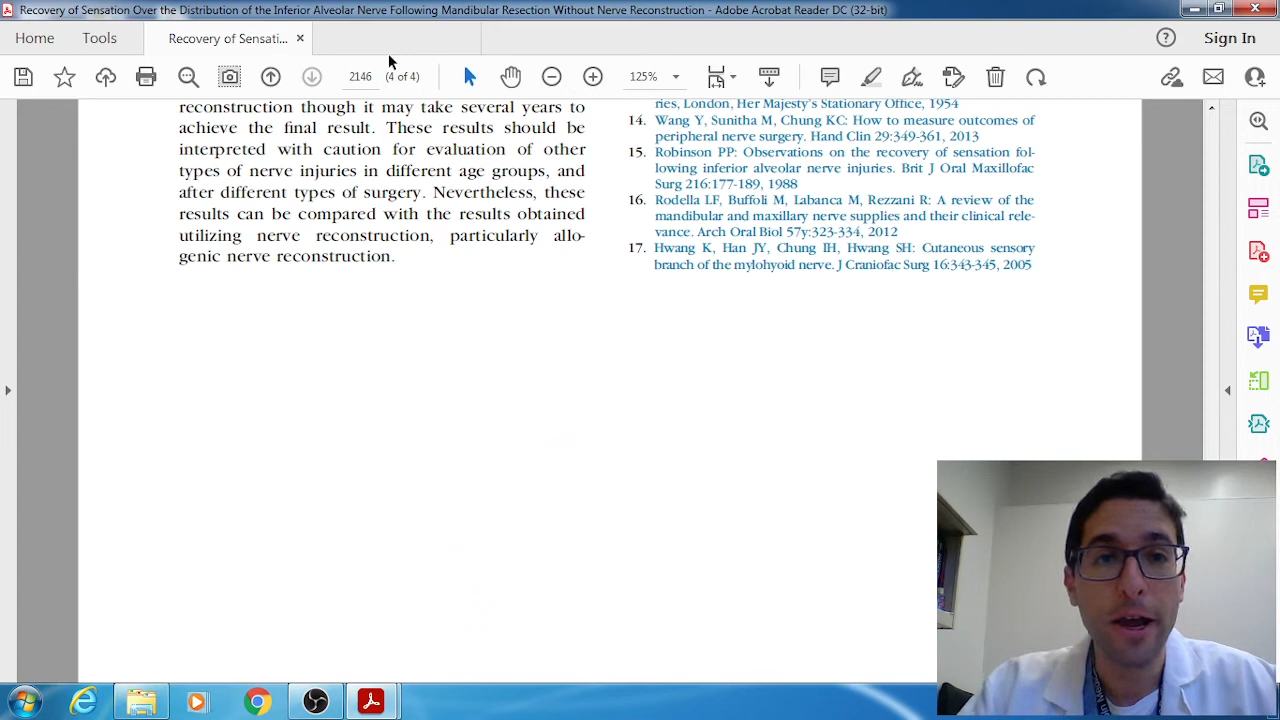 Recovery of Sensation Over the Distribution of the Inferior Alveolar Nerve Following Mandibular Resection Without Nerve Reconstruction - Adobe Acrobat Reader DC (32-bit)
Home
Tools
Recovery of Sensati...
Sign In
2146
(4 of 4)
125%
reconstruction though it may take several years to
achieve the final result. These results should be
interpreted with caution for evaluation of other
types of nerve injuries in different age groups, and
after different types of surgery. Nevertheless, these
results can be compared with the results obtained
utilizing nerve reconstruction, particularly allo-
genic nerve reconstruction.
ries, London, Her Majesty's Stationary Office, 1954
14. Wang Y, Sunitha M, Chung KC: How to measure outcomes of
peripheral nerve surgery. Hand Clin 29:349-361, 2013
15. Robinson PP: Observations on the recovery of sensation fol-
lowing inferior alveolar nerve injuries. Brit J Oral Maxillofac
Surg 216:177-189, 1988
16. Rodella LF, Buffoli M, Labanca M, Rezzani R: A review of the
mandibular and maxillary nerve supplies and their clinical rele-
vance. Arch Oral Biol 57y:323-334, 2012
17. Hwang K, Han JY, Chung IH, Hwang SH: Cutaneous sensory
branch of the mylohyoid nerve. J Craniofac Surg 16:343-345, 2005